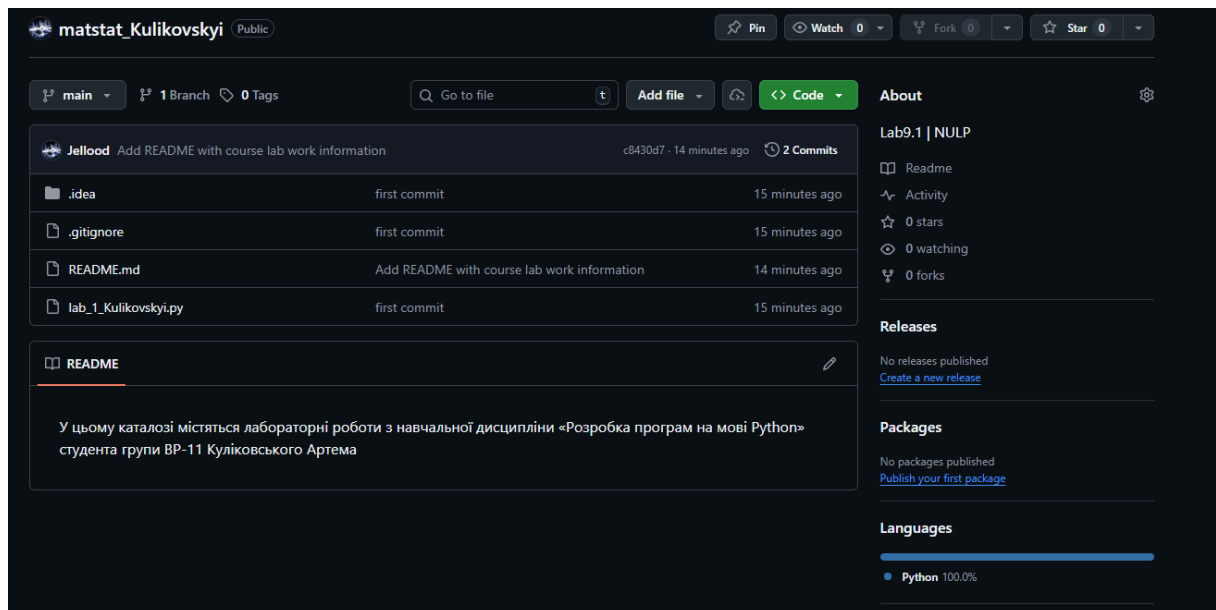 matstat_Kulikovskyi Public Pin Watch 0 Fork 0 Star 0
main 1 Branch 0 Tags Go to file t Add file Code
Jellood Add README with course lab work information c8430d7 · 14 minutes ago 2 Commits
.idea first commit 15 minutes ago
.gitignore first commit 15 minutes ago
README.md Add README with course lab work information 14 minutes ago
lab_1_Kulikovskyi.py first commit 15 minutes ago
README
У цьому каталозі містяться лабораторні роботи з навчальної дисципліни «Розробка програм на мові Python»
студента групи ВР-11 Куліковського Артема
About
Lab9.1 | NULP
Readme
Activity
0 stars
0 watching
0 forks
Releases
No releases published
Create a new release
Packages
No packages published
Publish your first package
Languages
Python 100.0%